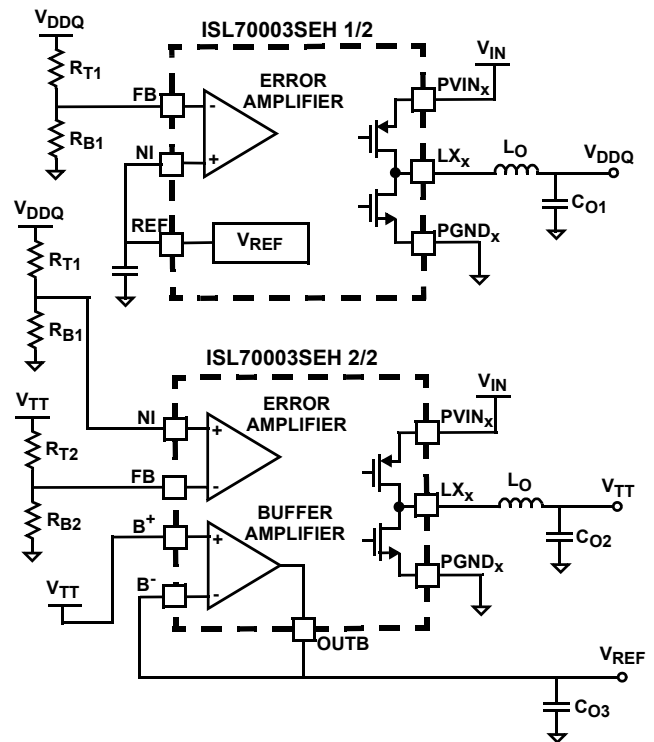 ISL70003SEH 1/2
VDDQ
RT1
RB1
FB
NI
REF
ERROR
AMPLIFIER
-
+
VREF
PVINx
VIN
LXx
LO
VDDQ
CO1
PGNDx
VDDQ
RT1
RB1
ISL70003SEH 2/2
VTT
RT2
RB2
NI
FB
ERROR
AMPLIFIER
+
-
BUFFER
AMPLIFIER
B+
B-
+
-
VTT
OUTB
PVINx
VIN
LXx
LO
VTT
CO2
PGNDx
VREF
CO3